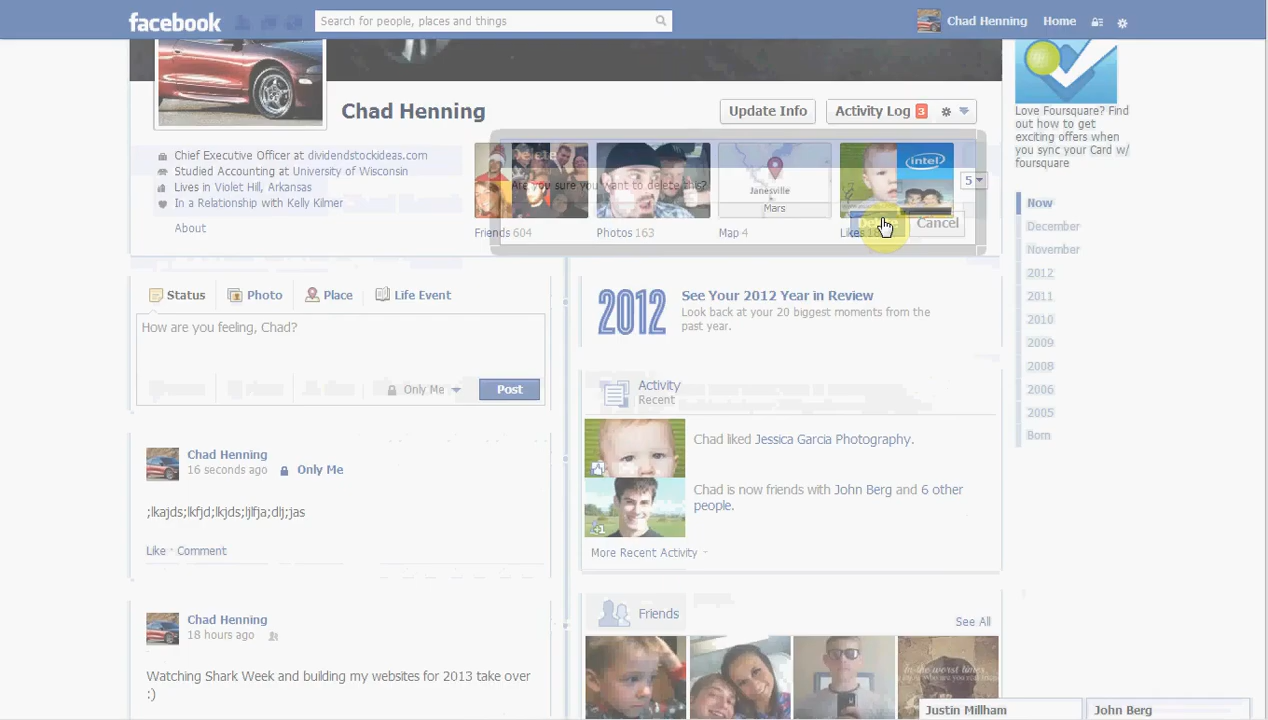 facebook
Search for people, places and things
Chad Henning
Home
Chad Henning
Update Info
Activity Log 3
Chief Executive Officer at dividendstockideas.com
Studied Accounting at University of Wisconsin
Lives in Violet Hill, Arkansas
In a Relationship with Kelly Kilmer
About
Delete
Are you sure you want to delete this?
Cancel
intel
Janesville
Mars
5
Friends 604
Photos 163
Map 4
Likes
Love Foursquare? Find
out how to get
exciting offers when
you sync your Card w/
foursquare
Now
December
November
2012
2011
2010
2009
2008
2006
2005
Born
Status
Photo
Place
Life Event
How are you feeling, Chad?
Only Me
Post
2012
See Your 2012 Year in Review
Look back at your 20 biggest moments from the
past year.
Activity
Recent
Chad liked Jessica Garcia Photography.
Chad is now friends with John Berg and 6 other
people.
+1
More Recent Activity
Chad Henning
16 seconds ago
Only Me
;lkajds;lkfjd;lkjds;ljlfja;dlj;jas
Like · Comment
Chad Henning
18 hours ago
Watching Shark Week and building my websites for 2013 take over
:)
Friends
See All
In the worst times
Justin Millham
John Berg